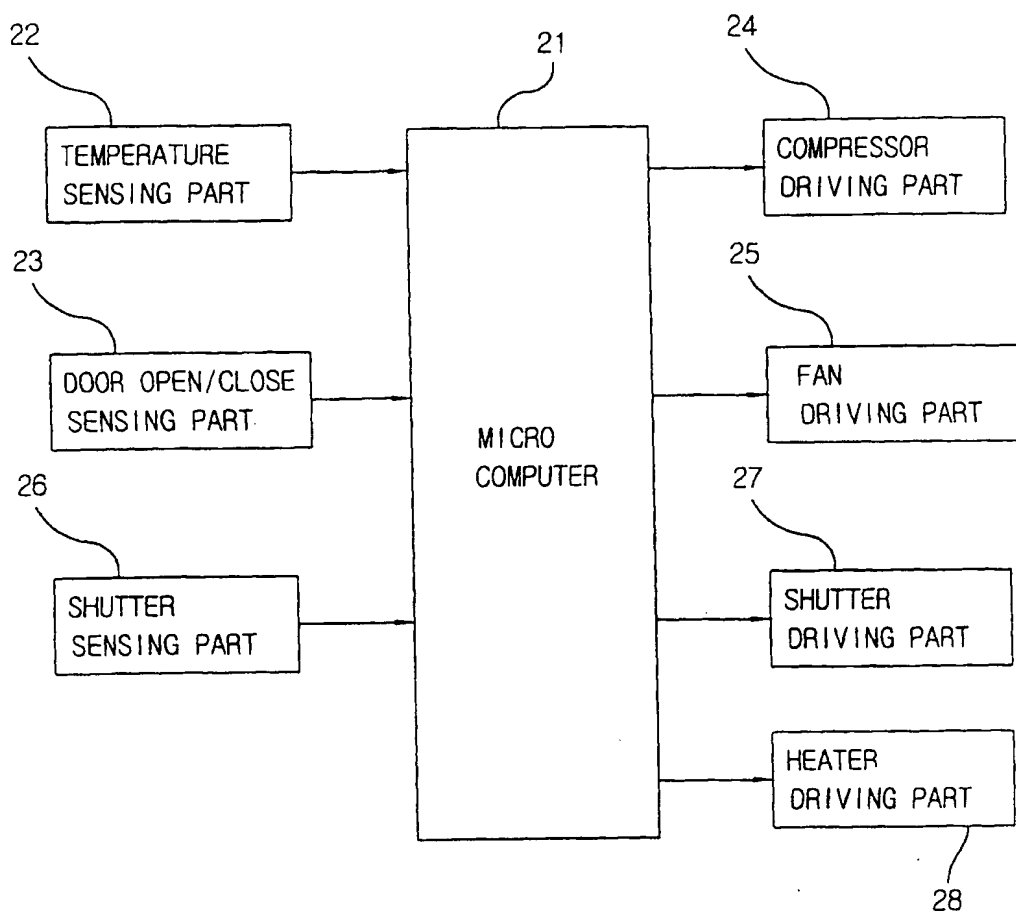 22
21
24
TEMPERATURE
SENSING PART
COMPRESSOR
DRIVING PART
23
25
DOOR OPEN/CLOSE
SENSING PART
FAN
DRIVING PART
MICRO
COMPUTER
26
27
SHUTTER
SENSING PART
SHUTTER
DRIVING PART
HEATER
DRIVING PART
28